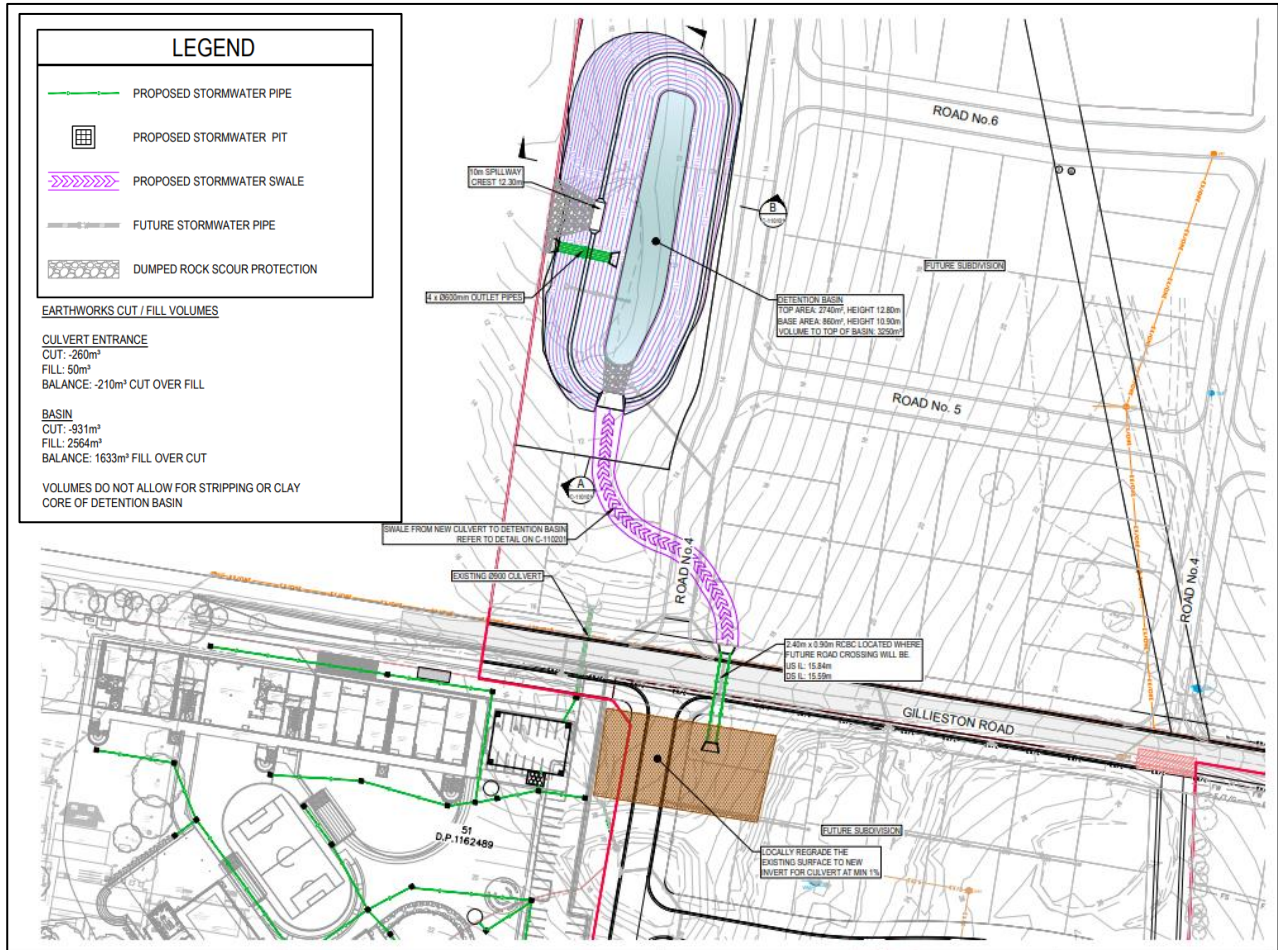 LEGEND
PROPOSED STORMWATER PIPE
PROPOSED STORMWATER PIT
PROPOSED STORMWATER SWALE
FUTURE STORMWATER PIPE
DUMPED ROCK SCOUR PROTECTION
EARTHWORKS CUT / FILL VOLUMES
CULVERT ENTRANCE
CUT: -260m³
FILL: 50m³
BALANCE: -210m³ CUT OVER FILL
BASIN
CUT: -931m³
FILL: 2564m³
BALANCE: 1633m³ FILL OVER CUT
VOLUMES DO NOT ALLOW FOR STRIPPING OR CLAY
CORE OF DETENTION BASIN
10m SPILLWAY
CREST 12.30m
4 x Ø600mm OUTLET PIPES
ROAD No.6
B
FUTURE SUBDIVISION
DETENTION BASIN
TOP AREA: 2740m², HEIGHT 12.80m
BASE AREA: 860m², HEIGHT 10.90m
VOLUME TO TOP OF BASIN: 3250m³
ROAD No. 5
A
SWALE FROM NEW CULVERT TO DETENTION BASIN
REFER TO DETAIL ON C-110201
EXISTING Ø900 CULVERT
ROAD No.4
ROAD No.4
2.40m x 0.90m RCBC LOCATED WHERE
FUTURE ROAD CROSSING WILL BE.
US IL: 15.84m
DS IL: 15.59m
GILLIESTON ROAD
51
D.P.1162489
FUTURE SUBDIVISION
LOCALLY REGRADE THE
EXISTING SURFACE TO NEW
INVERT FOR CULVERT AT MIN 1%